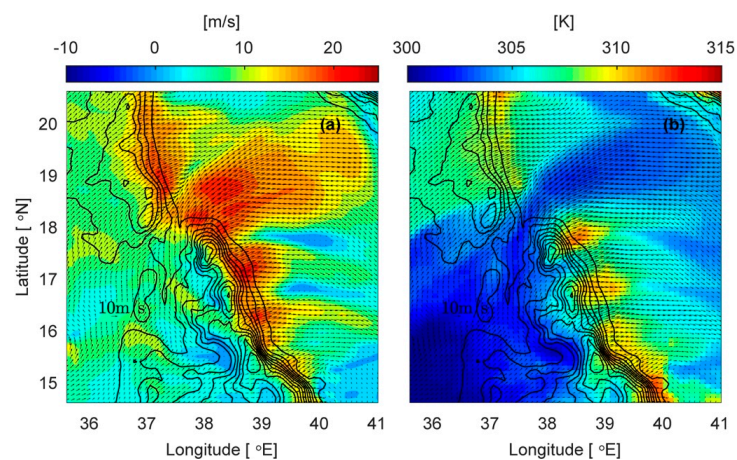 [m/s]
[K]
-10 0 10 20
300 305 310 315
(a)
(b)
20
19
18
17
16
15
Latitude [ °N]
10m/s
10m/s
36 37 38 39 40 41
36 37 38 39 40 41
Longitude [ °E]
Longitude [ °E]